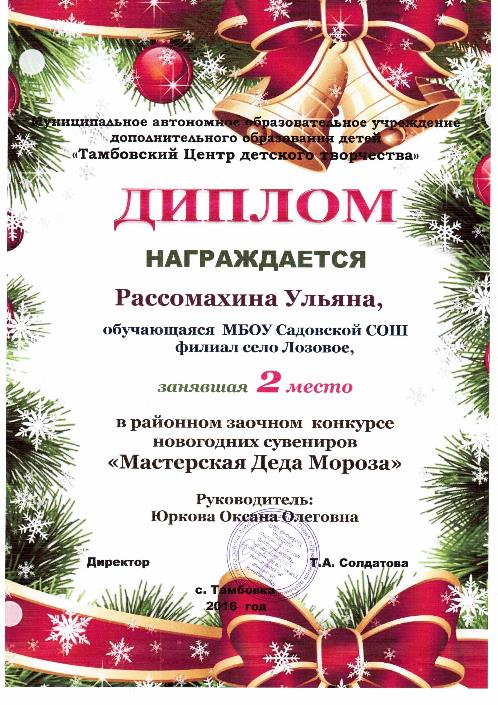 Муниципальное автономное образовательное учреждение
дополнительного образования детей
«Тамбовский Центр детского творчества»
ДИПЛОМ
НАГРАЖДАЕТСЯ
Рассомахина Ульяна,
обучающаяся МБОУ Садовской СОШ
филиал село Лозовое,
занявшая 2 место
в районном заочном конкурсе
новогодних сувениров
«Мастерская Деда Мороза»
Руководитель:
Юркова Оксана Олеговна
Директор Т.А. Солдатова
с. Тамбовка
2016 год